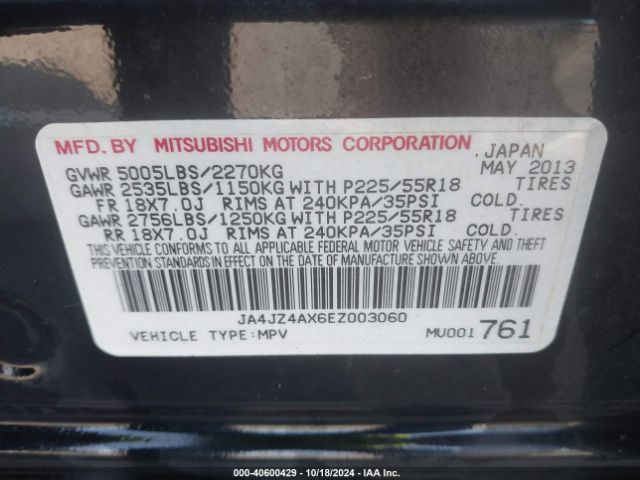 MFD. BY MITSUBISHI MOTORS CORPORATION JAPAN
GVWR 5005LBS/2270KG MAY 2013
GAWR 2535LBS/1150KG WITH P225/55R18 TIRES
FR 18X7.0J RIMS AT 240KPA/35PSI COLD.
GAWR 2756LBS/1250KG WITH P225/55R18 TIRES
RR 18X7.0J RIMS AT 240KPA/35PSI COLD.
THIS VEHICLE CONFORMS TO ALL APPLICABLE FEDERAL MOTOR VEHICLE SAFETY AND THEFT
PREVENTION STANDARDS IN EFFECT ON THE DATE OF MANUFACTURE SHOWN ABOVE.
JA4JZ4AX6EZ003060
VEHICLE TYPE:MPV MU001 761
000-40600429 - 10/18/2024 - IAA Inc.